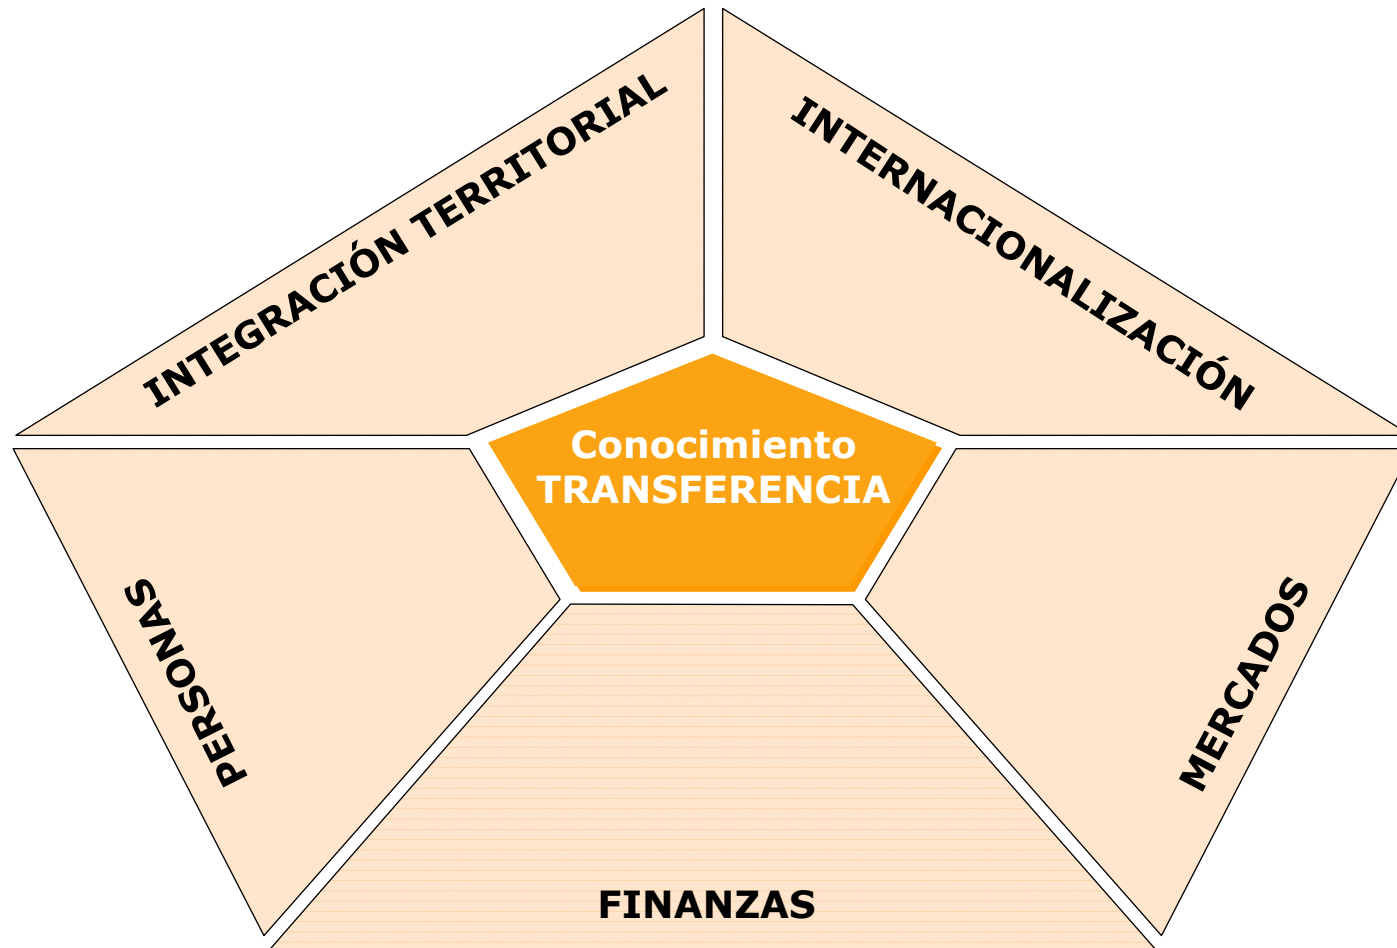 INTEGRACIÓN TERRITORIAL
INTERNACIONALIZACIÓN
Conocimiento
TRANSFERENCIA
PERSONAS
MERCADOS
FINANZAS